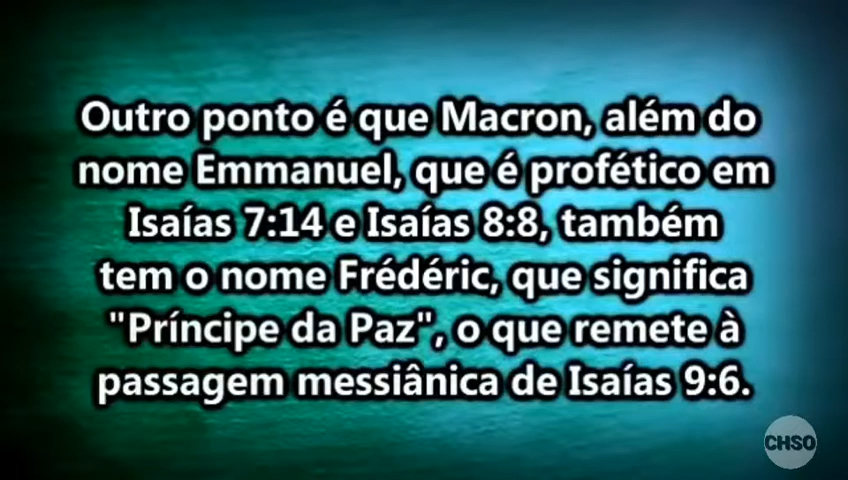 Outro ponto é que Macron, além do
nome Emmanuel, que é profético em
Isaías 7:14 e Isaías 8:8, também
tem o nome Frédéric, que significa
"Príncipe da Paz", o que remete à
passagem messiânica de Isaías 9:6.
CHSO